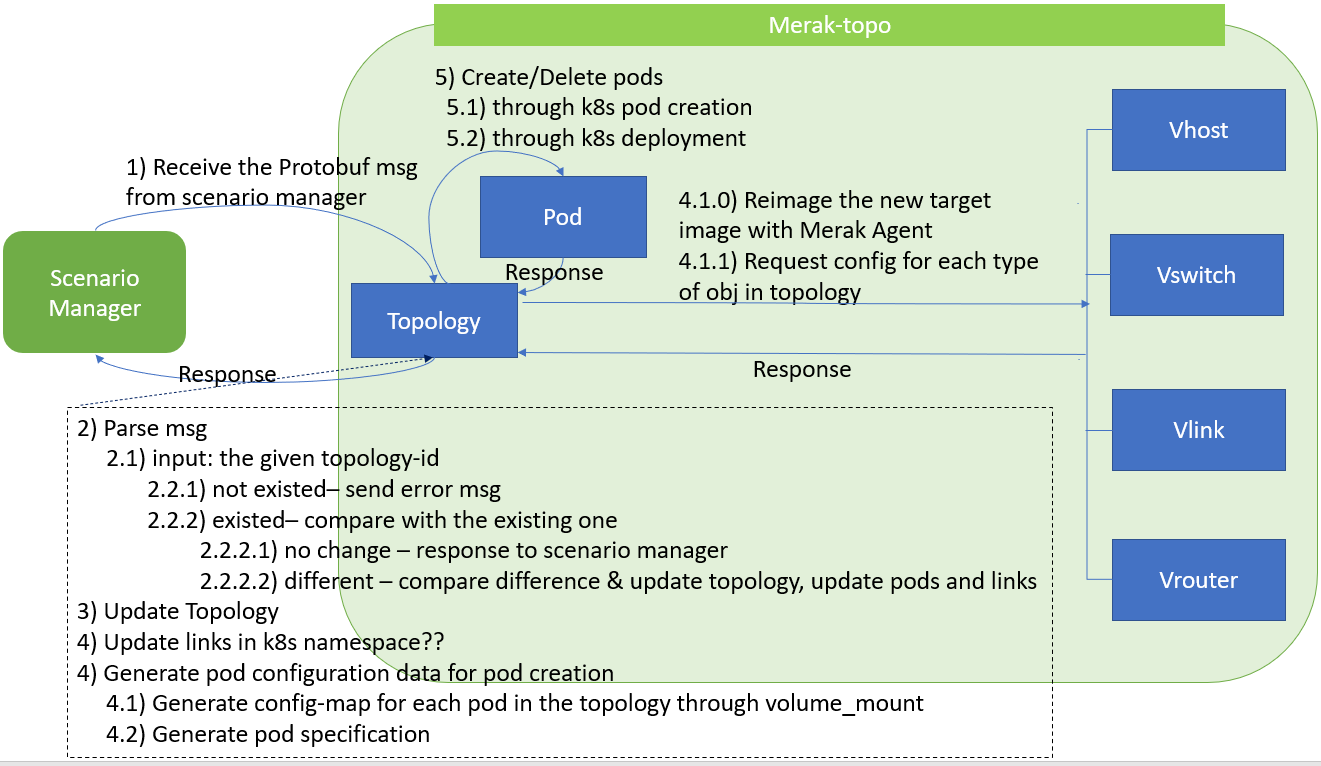 Merak-topo
5) Create/Delete pods
5.1) through k8s pod creation
5.2) through k8s deployment
Vhost
1) Receive the Protobuf msg
from scenario manager
Pod
4.1.0) Reimage the new target
image with Merak Agent
4.1.1) Request config for each type
of obj in topology
Scenario
Manager
Response
Vswitch
Topology
Response
Response
Vlink
2) Parse msg
2.1) input: the given topology-id
2.2.1) not existed– send error msg
2.2.2) existed– compare with the existing one
2.2.2.1) no change – response to scenario manager
2.2.2.2) different – compare difference & update topology, update pods and links
Vrouter
3) Update Topology
4) Update links in k8s namespace??
4) Generate pod configuration data for pod creation
4.1) Generate config-map for each pod in the topology through volume_mount
4.2) Generate pod specification